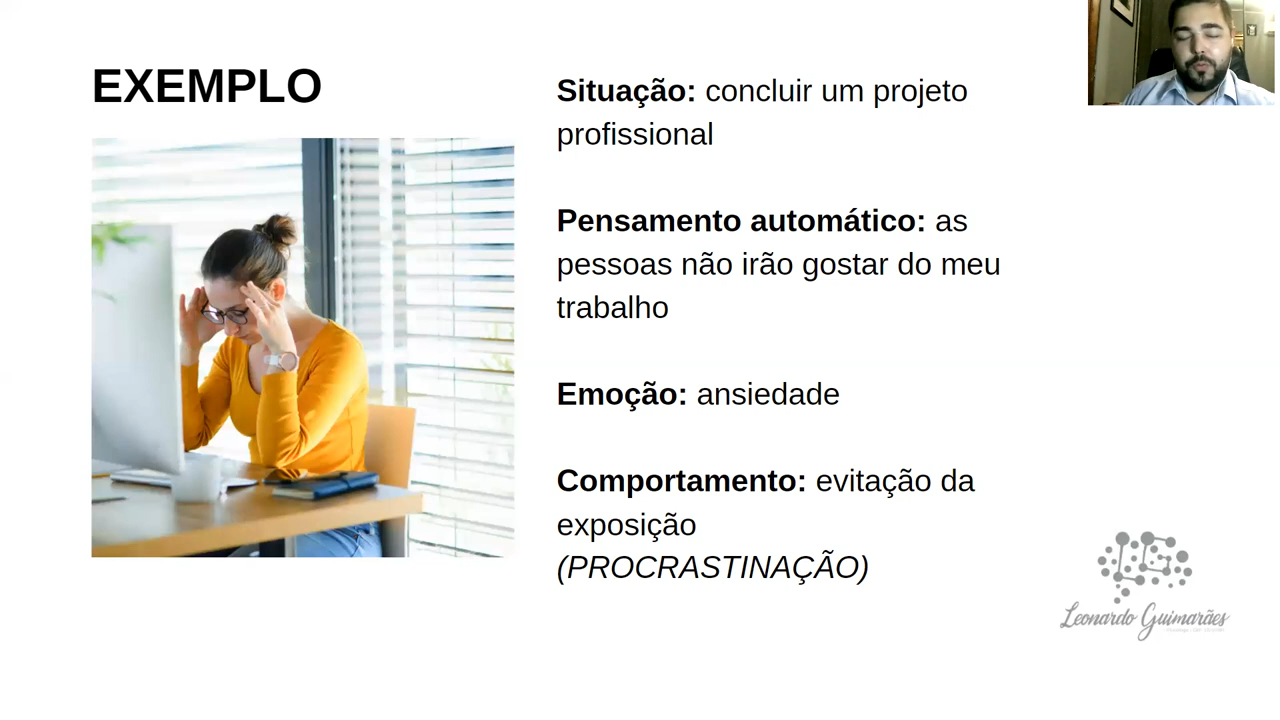 EXEMPLO
Situação: concluir um projeto
profissional
Pensamento automático: as
pessoas não irão gostar do meu
trabalho
Emoção: ansiedade
Comportamento: evitação da
exposição
(PROCRASTINAÇÃO)
Leonardo Guimarães